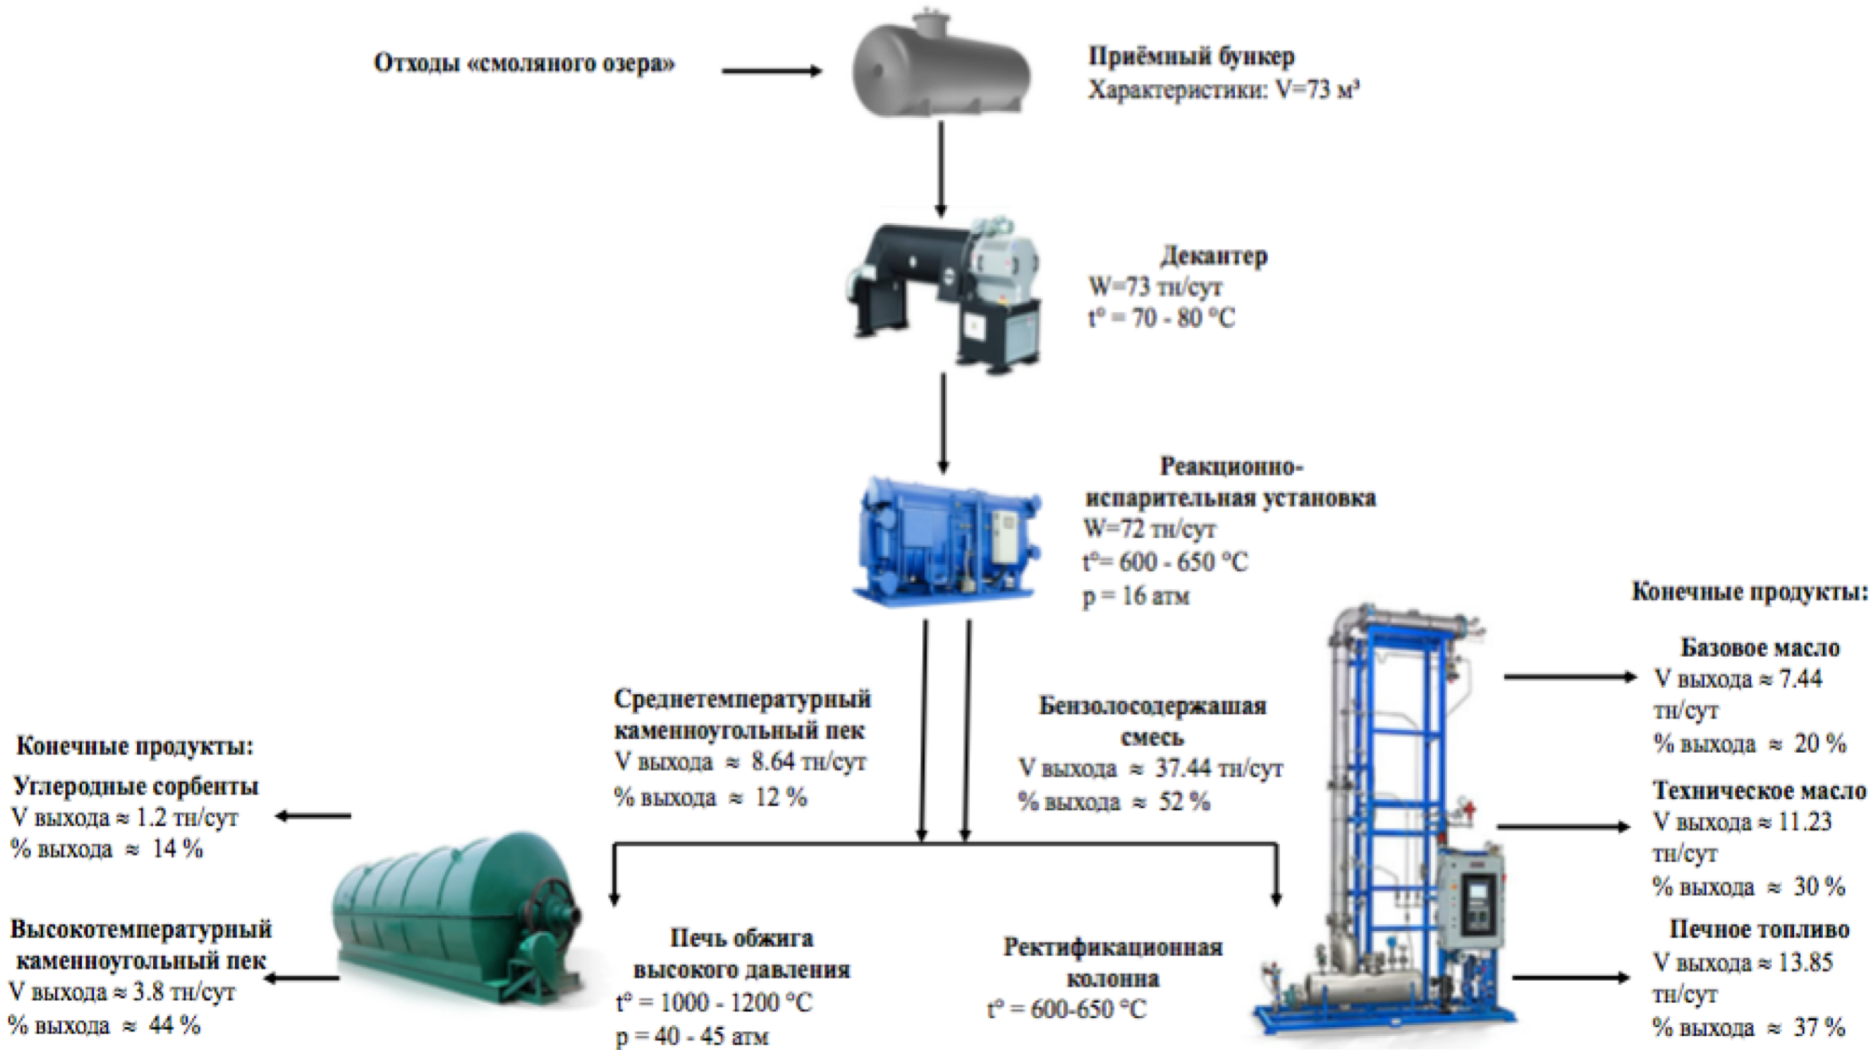 Отходы «смоляного озера»
Приёмный бункер
Характеристики: V=73 м³
Декантер
W=73 тн/сут
t° = 70 - 80 °C
Реакционно-
испарительная установка
W=72 тн/сут
t°= 600 - 650 °C
p = 16 атм
Среднетемпературный
каменноугольный пек
V выхода ≈ 8.64 тн/сут
% выхода ≈ 12 %
Бензолосодержашая
смесь
V выхода ≈ 37.44 тн/сут
% выхода ≈ 52 %
Конечные продукты:
Углеродные сорбенты
V выхода ≈ 1.2 тн/сут
% выхода ≈ 14 %
Высокотемпературный
каменноугольный пек
V выхода ≈ 3.8 тн/сут
% выхода ≈ 44 %
Печь обжига
высокого давления
t° = 1000 - 1200 °C
p = 40 - 45 атм
Ректификационная
колонна
t° = 600-650 °C
Конечные продукты:
Базовое масло
V выхода ≈ 7.44
тн/сут
% выхода ≈ 20 %
Техническое масло
V выхода ≈ 11.23
тн/сут
% выхода ≈ 30 %
Печное топливо
V выхода ≈ 13.85
тн/сут
% выхода ≈ 37 %